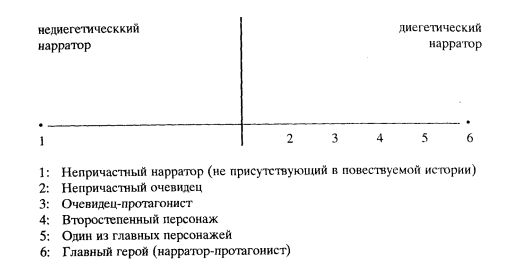 недиегетическкий
нарратор
диегетический
нарратор
1 2 3 4 5 6
1: Непричастный нарратор (не присутствующий в повествуемой истории)
2: Непричастный очевидец
3: Очевидец-протагонист
4: Второстепенный персонаж
5: Один из главных персонажей
6: Главный герой (нарратор-протагонист)